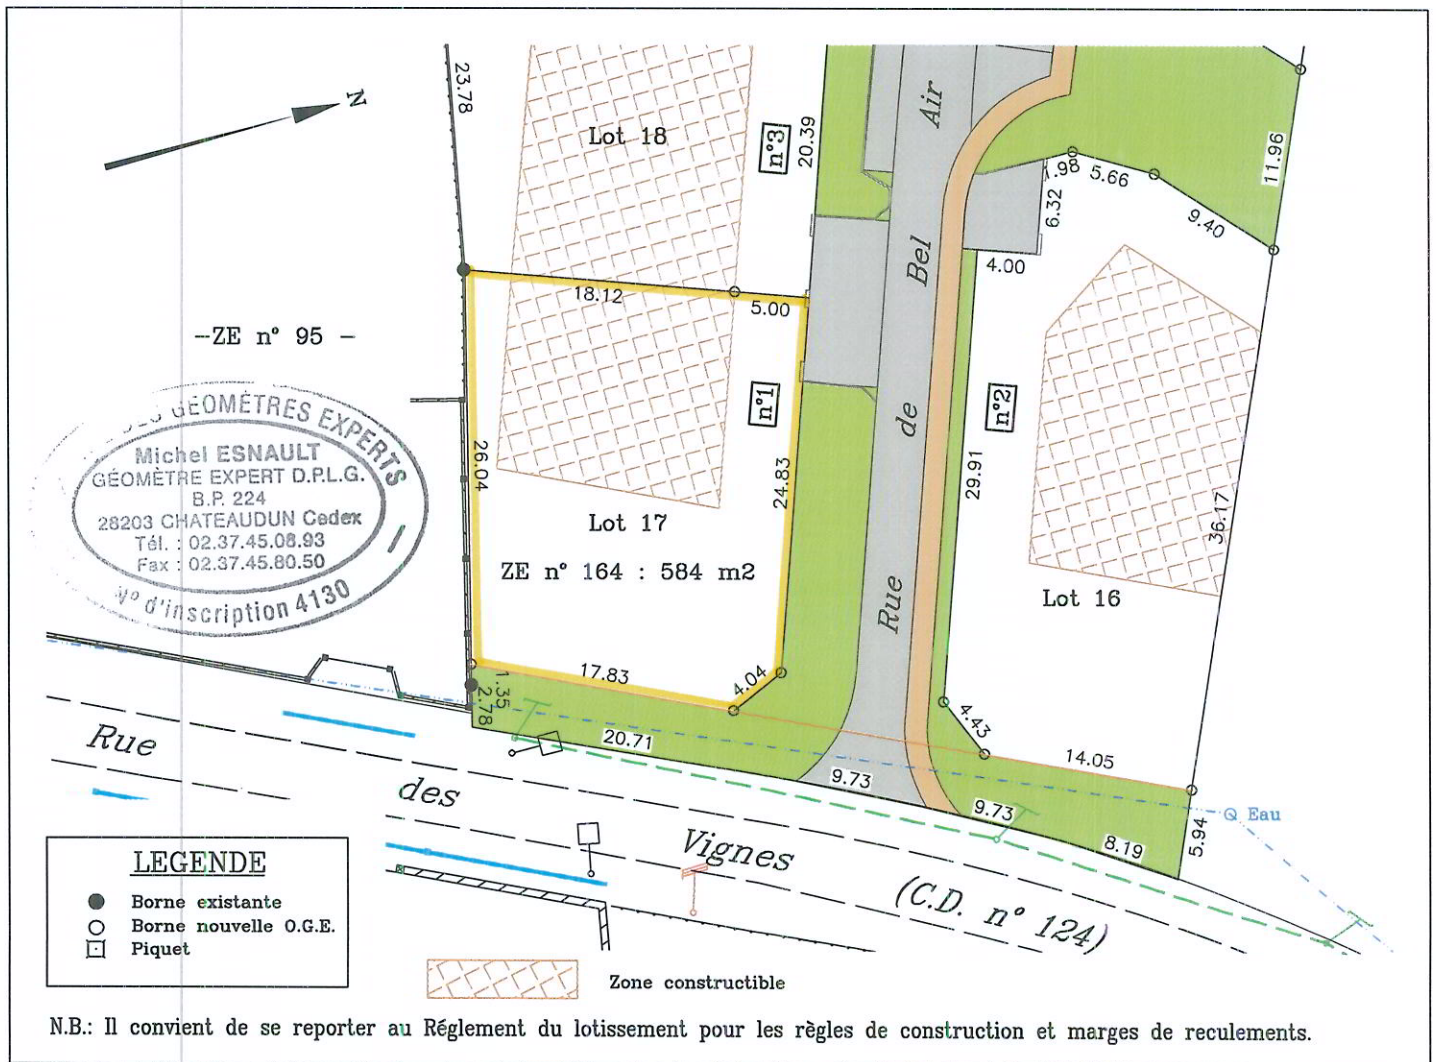 23.78
N
Lot 18
n°3
20.39
Air
11.96
1.98
5.66
6.32
9.40
Bel
4.00
18.12
5.00
--ZE n° 95 --
n°1
de
n°2
DES GÉOMÈTRES EXPERTS
Michel ESNAULT
GÉOMÈTRE EXPERT D.P.L.G.
B.P. 224
28203 CHATEAUDUN Cedex
Tél. : 02.37.45.08.93
Fax : 02.37.45.80.50
N° d'inscription 4130
26.04
24.83
29.91
36.17
Lot 17
ZE n° 164 : 584 m2
Rue
Lot 16
17.83
4.04
1.35
2.78
4.43
20.71
14.05
9.73
9.73
Eau
8.19
5.94
Rue
des
Vignes
(C.D. n° 124)
LEGENDE
Borne existante
Borne nouvelle O.G.E.
Piquet
Zone constructible
N.B.: Il convient de se reporter au Réglement du lotissement pour les règles de construction et marges de reculements.